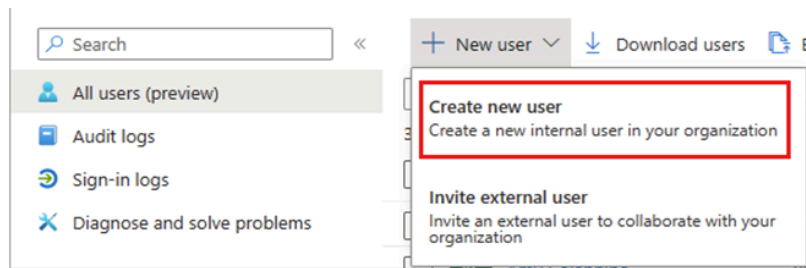 Search
«
New user
Download users
All users (preview)
Create new user
Create a new internal user in your organization
Audit logs
Sign-in logs
Invite external user
Invite an external user to collaborate with your
organization
Diagnose and solve problems